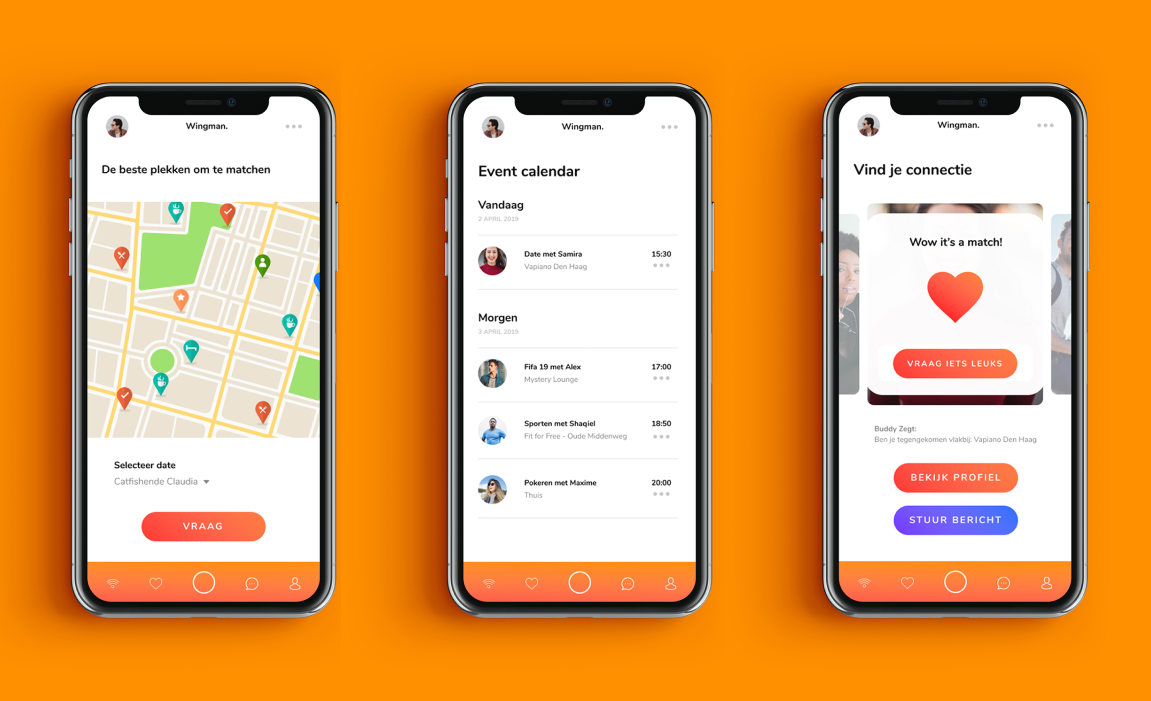 Wingman.
De beste plekken om te matchen
Selecteer date
Catfishende Claudia
VRAAG
Wingman.
Event calendar
Vandaag
2 APRIL 2019
Date met Samira
15:30
Vapiano Den Haag
Morgen
3 APRIL 2019
Fifa 19 met Alex
17:00
Mystery Lounge
Sporten met Shaqiel
18:50
Fit for Free - Oude Middenweg
Pokeren met Maxime
20:00
Thuis
Wingman.
Vind je connectie
Wow it's a match!
VRAAG IETS LEUKS
Buddy Zegt:
Ben je tegengekomen vlakbij: Vapiano Den Haag
BEKIJK PROFIEL
STUUR BERICHT